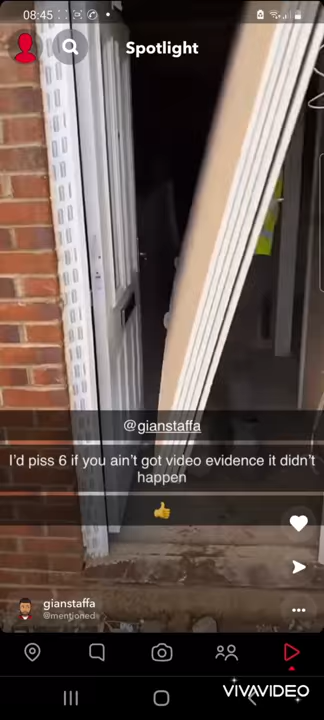 08:45
Spotlight
@gianstaffa
I'd piss 6 if you ain't got video evidence it didn't
happen
👍
gianstaffa
@mentioned
VIVAVIDEO